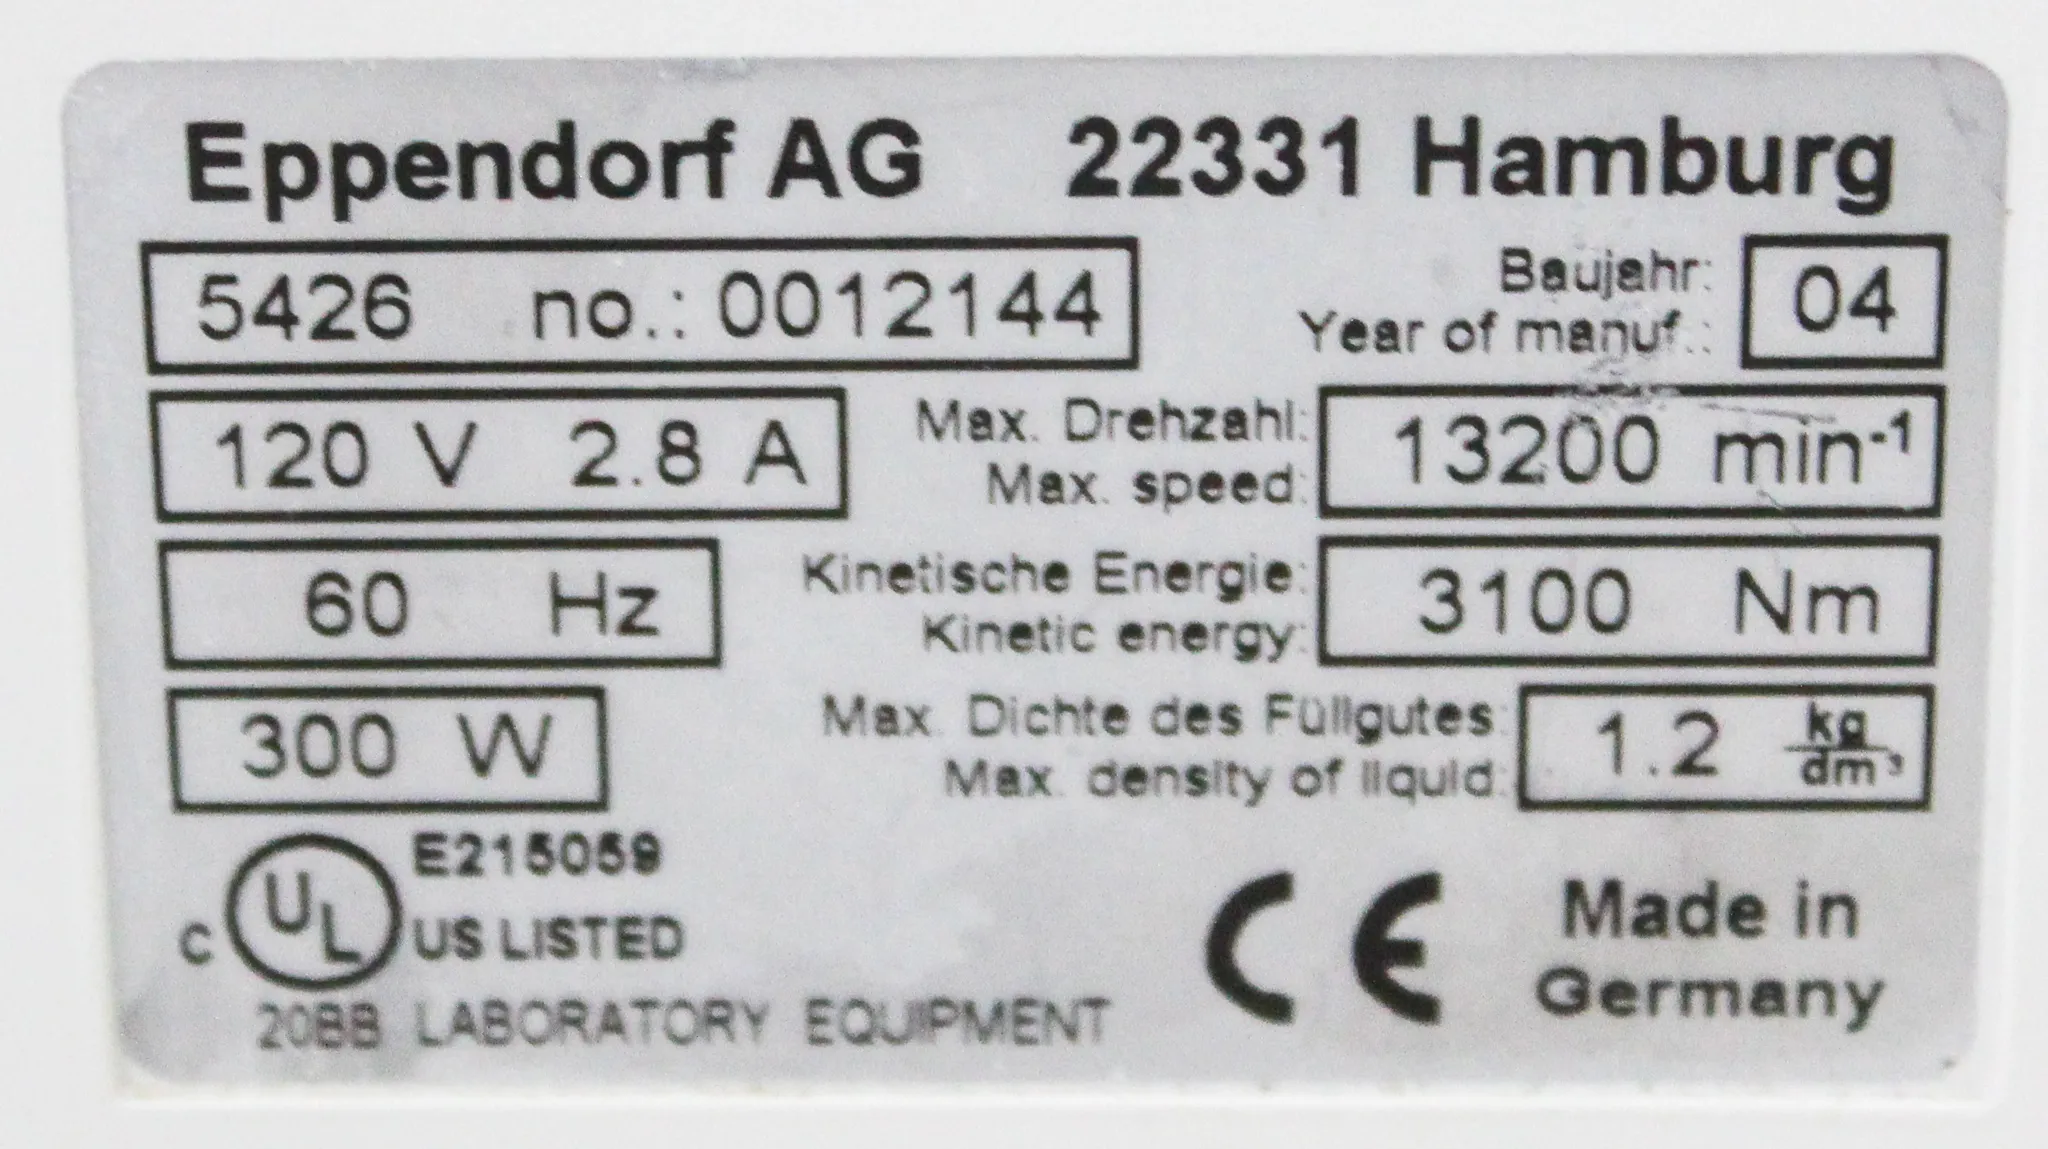 Eppendorf AG 22331 Hamburg
5426 no.: 0012144
Baujahr: 04
Year of manuf.:
120 V 2.8 A
Max. Drehzahl: 13200 min⁻¹
Max. speed:
60 Hz
Kinetische Energie: 3100 Nm
Kinetic energy:
300 W
Max. Dichte des Füllgutes: 1.2 kg/dm³
Max. density of liquid:
E215059
C UL US LISTED
20BB LABORATORY EQUIPMENT
CE
Made in
Germany